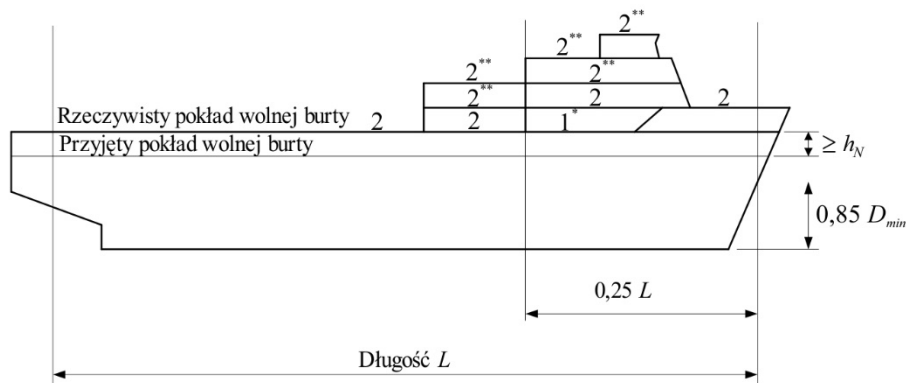 2**
2** 2**
2** 2**
2** 2 2
Rzeczywisty pokład wolnej burty 2 2 1*
Przyjęty pokład wolnej burty
≥ hN
0,85 Dmin
0,25 L
Długość L